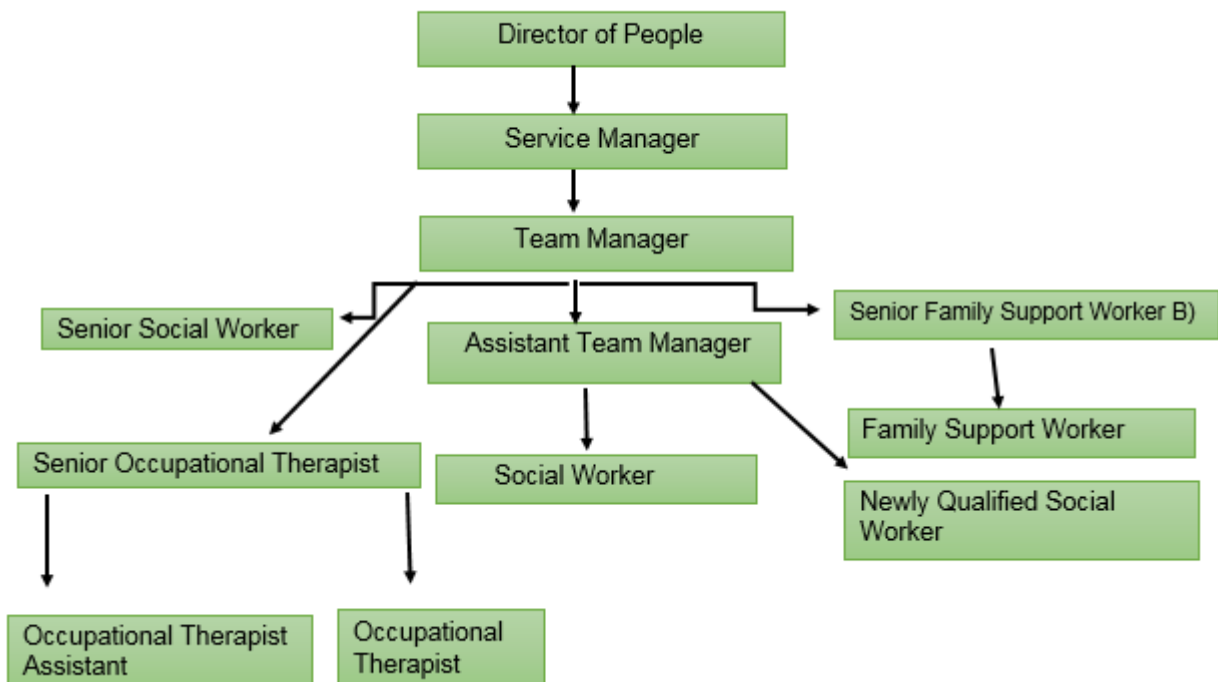 Director of People
Service Manager
Team Manager
Senior Social Worker
Assistant Team Manager
Senior Family Support Worker B)
Family Support Worker
Senior Occupational Therapist
Social Worker
Newly Qualified Social
Worker
Occupational Therapist
Assistant
Occupational
Therapist